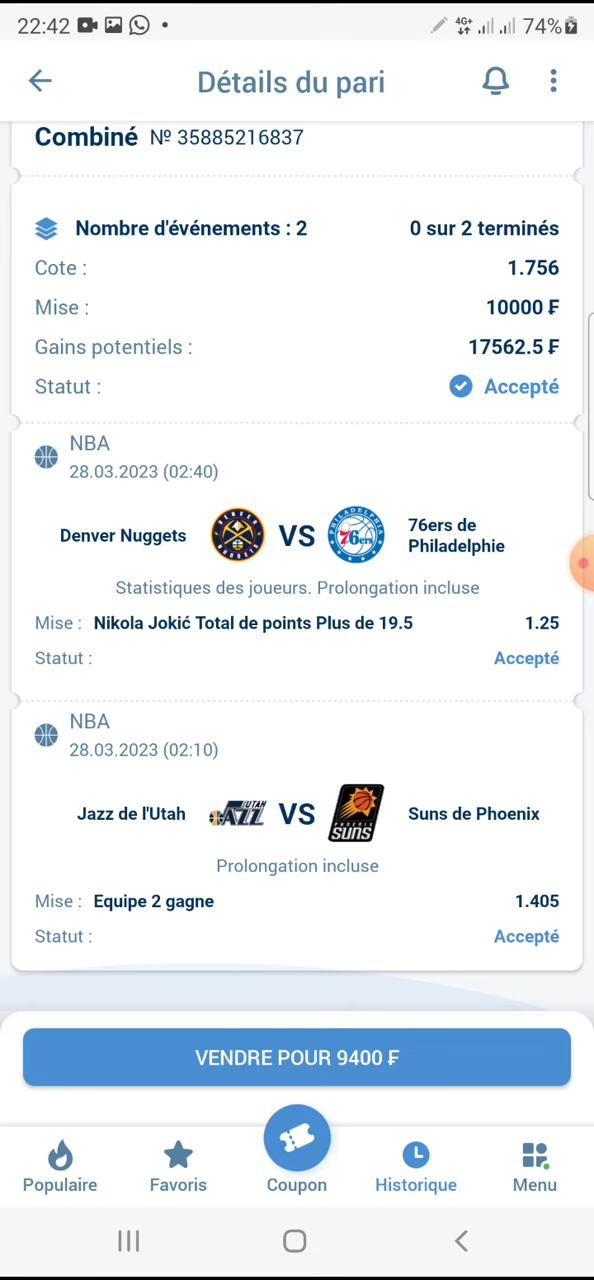 22:42
4G+
74%
Détails du pari
Combiné № 35885216837
Nombre d'événements : 2 0 sur 2 terminés
Cote : 1.756
Mise : 10000 ₣
Gains potentiels : 17562.5 ₣
Statut : Accepté
NBA
28.03.2023 (02:40)
Denver Nuggets VS 76ers de
Philadelphie
Statistiques des joueurs. Prolongation incluse
Mise : Nikola Jokić Total de points Plus de 19.5 1.25
Statut : Accepté
NBA
28.03.2023 (02:10)
Jazz de l'Utah UTAH JAZZ VS PHOENIX SUNS Suns de Phoenix
Prolongation incluse
Mise : Equipe 2 gagne 1.405
Statut : Accepté
VENDRE POUR 9400 ₣
Populaire Favoris Coupon Historique Menu